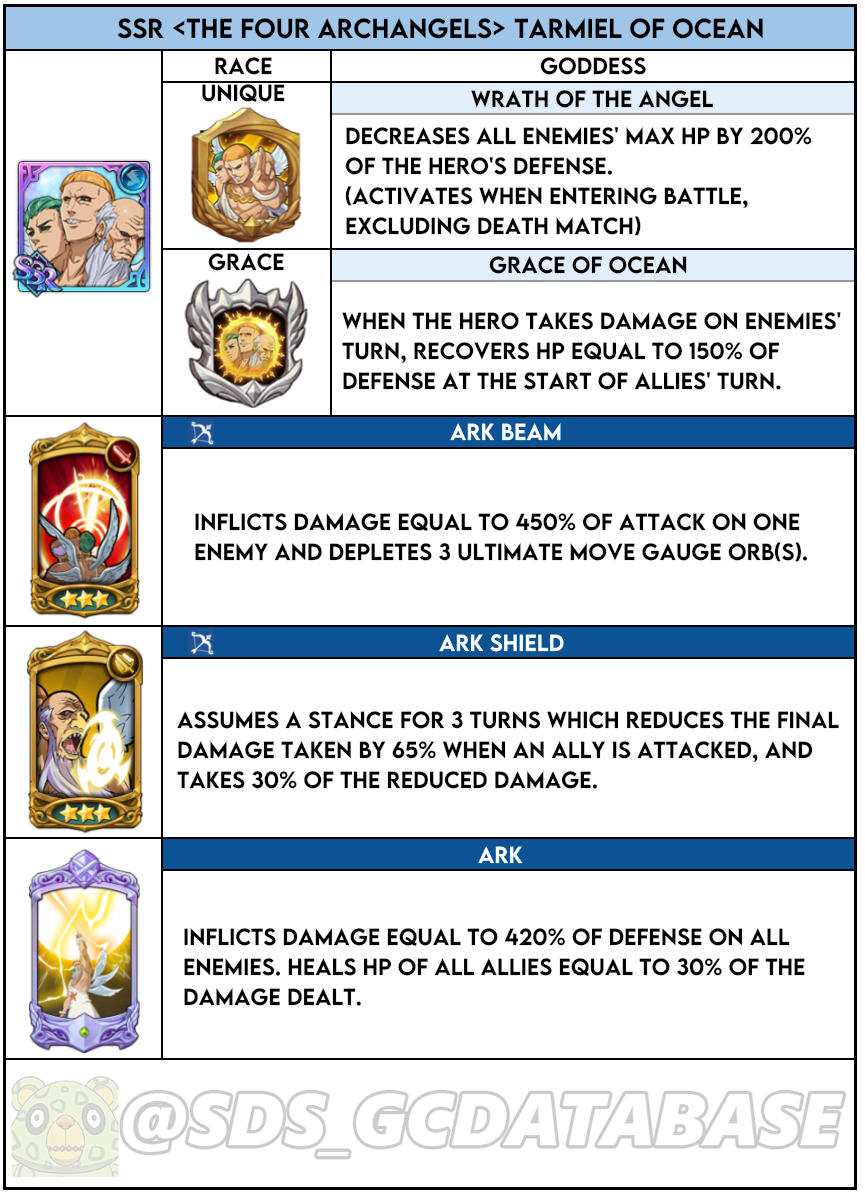 SSR <THE FOUR ARCHANGELS> TARMIEL OF OCEAN
RACE
GODDESS
UNIQUE
WRATH OF THE ANGEL
DECREASES ALL ENEMIES' MAX HP BY 200%
OF THE HERO'S DEFENSE.
(ACTIVATES WHEN ENTERING BATTLE,
EXCLUDING DEATH MATCH)
SSR
GRACE
GRACE OF OCEAN
WHEN THE HERO TAKES DAMAGE ON ENEMIES'
TURN, RECOVERS HP EQUAL TO 150% OF
DEFENSE AT THE START OF ALLIES' TURN.
ARK BEAM
INFLICTS DAMAGE EQUAL TO 450% OF ATTACK ON ONE
ENEMY AND DEPLETES 3 ULTIMATE MOVE GAUGE ORB(S).
ARK SHIELD
ASSUMES A STANCE FOR 3 TURNS WHICH REDUCES THE FINAL
DAMAGE TAKEN BY 65% WHEN AN ALLY IS ATTACKED, AND
TAKES 30% OF THE REDUCED DAMAGE.
ARK
INFLICTS DAMAGE EQUAL TO 420% OF DEFENSE ON ALL
ENEMIES. HEALS HP OF ALL ALLIES EQUAL TO 30% OF THE
DAMAGE DEALT.
@SDS_GCDATABASE